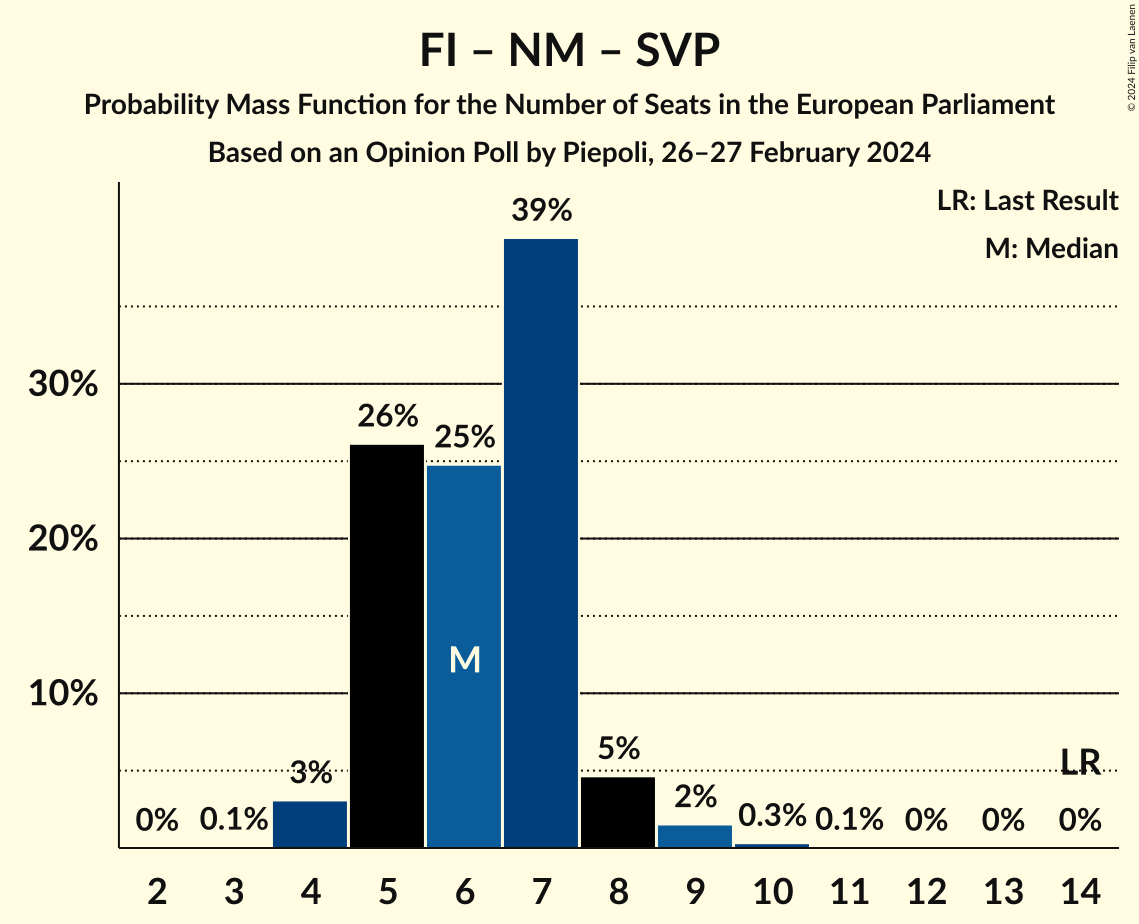 FI – NM – SVP
Probability Mass Function for the Number of Seats in the European Parliament
Based on an Opinion Poll by Piepoli, 26–27 February 2024
© 2024 Filip van Laenen
LR: Last Result
M: Median
30%
20%
10%
0%
0.1%
3%
26%
25%
39%
5%
2%
0.3%
0.1%
0%
0%
0%
M
LR
2 3 4 5 6 7 8 9 10 11 12 13 14